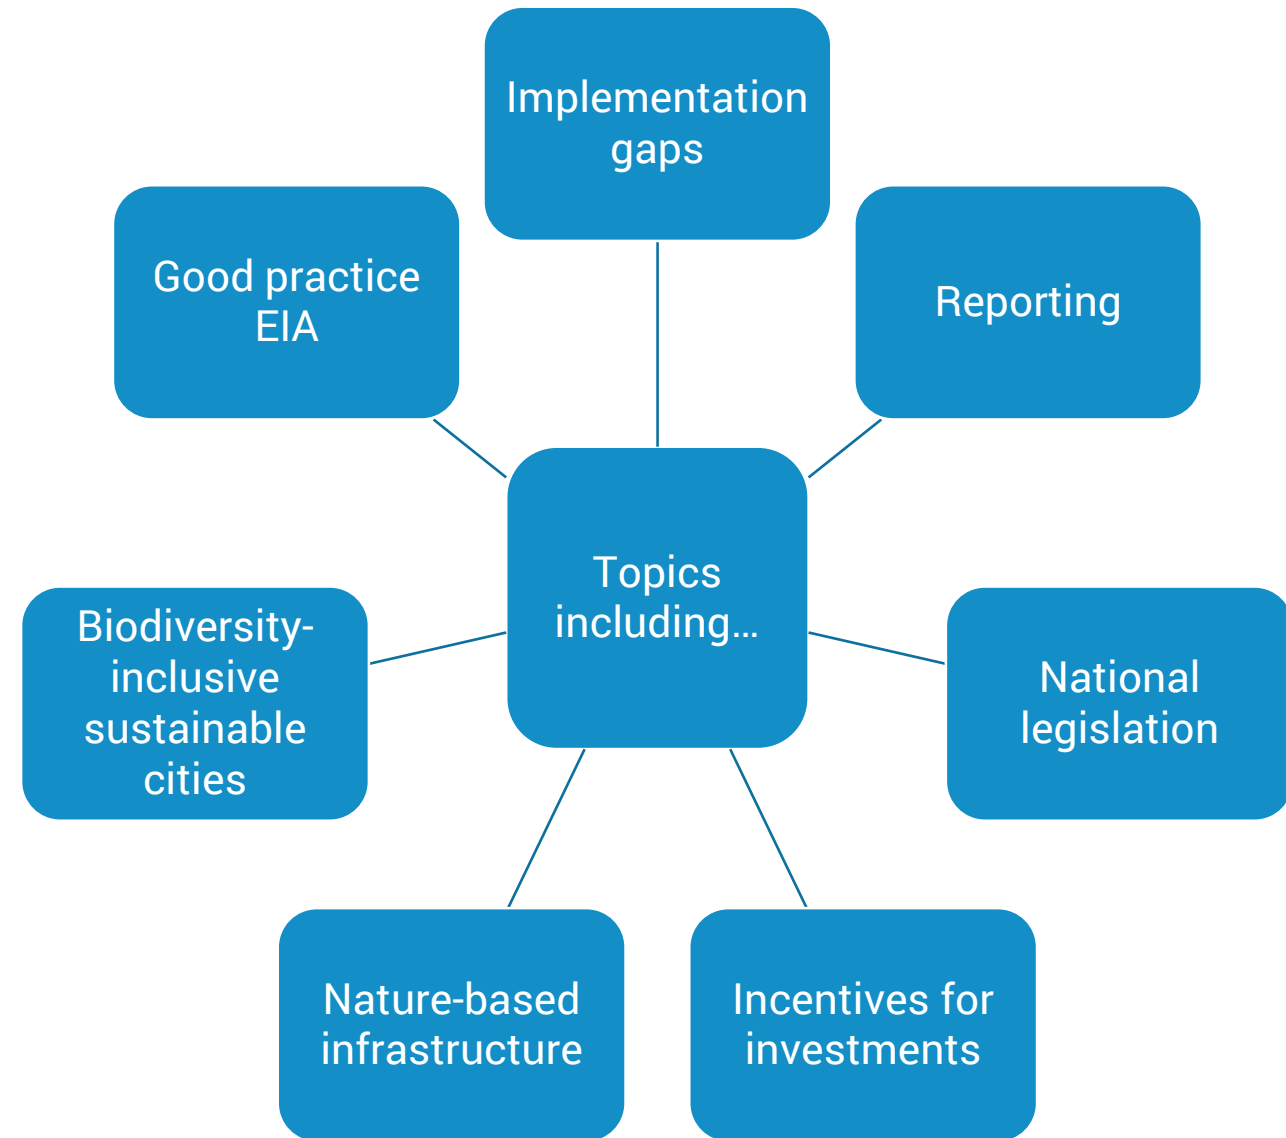 Implementation
gaps
Good practice
EIA
Reporting
Topics
including…
Biodiversity-
inclusive
sustainable
cities
National
legislation
Nature-based
infrastructure
Incentives for
investments